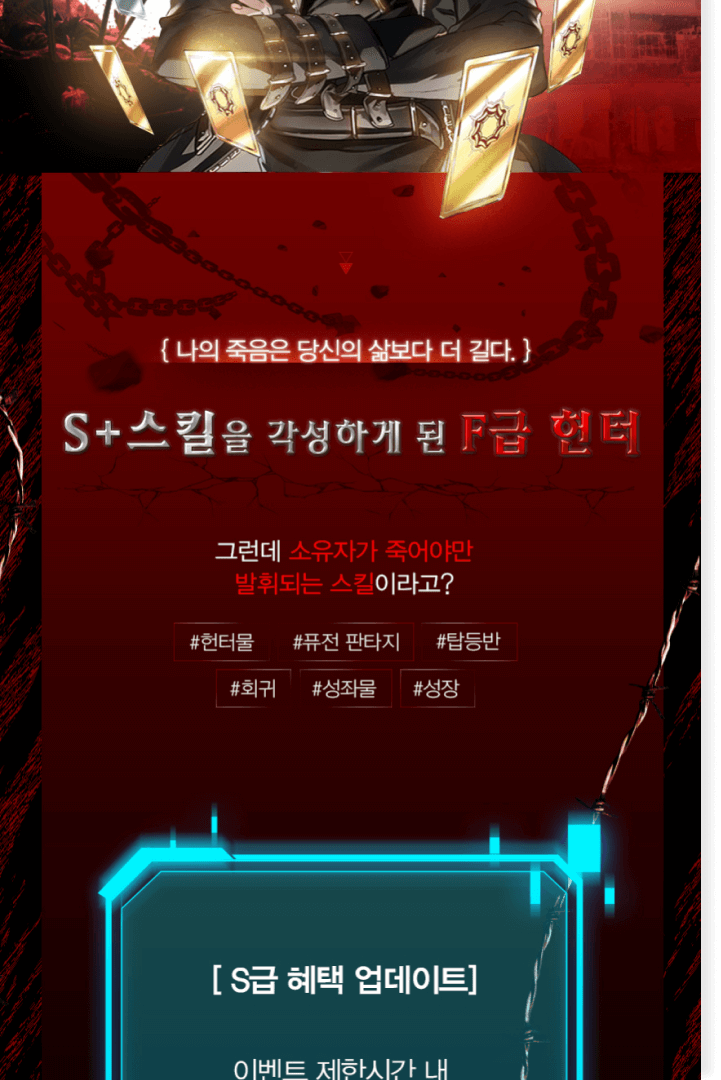 { 나의 죽음은 당신의 삶보다 더 길다. }
S+스킬을 각성하게 된 F급 헌터
그런데 소유자가 죽어야만
발휘되는 스킬이라고?
#헌터물 #퓨전 판타지 #탑등반
#회귀 #성좌물 #성장
[ S급 혜택 업데이트]
이벤트 제한시간 내